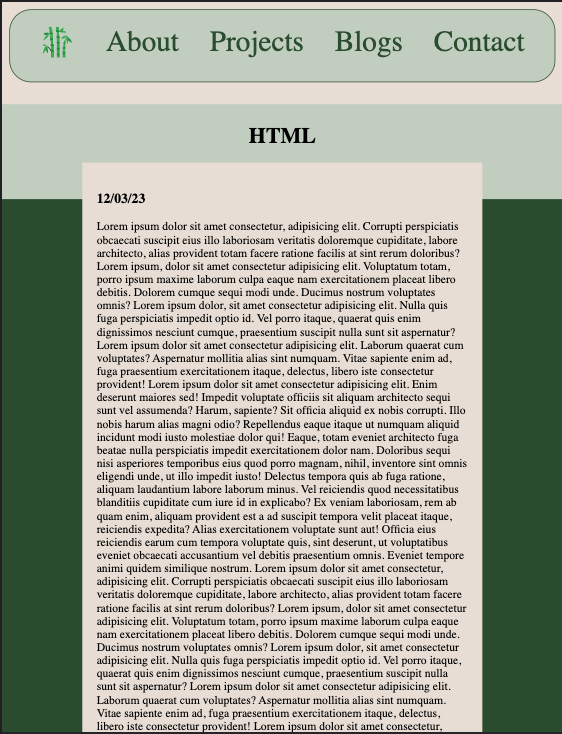 About Projects Blogs Contact
HTML
12/03/23
Lorem ipsum dolor sit amet consectetur, adipisicing elit. Corrupti perspiciatis
obcaecati suscipit eius illo laboriosam veritatis doloremque cupiditate, labore
architecto, alias provident totam facere ratione facilis at sint rerum doloribus?
Lorem ipsum, dolor sit amet consectetur adipisicing elit. Voluptatum totam,
porro ipsum maxime laborum culpa eaque nam exercitationem placeat libero
debitis. Dolorem cumque sequi modi unde. Ducimus nostrum voluptates
omnis? Lorem ipsum dolor, sit amet consectetur adipisicing elit. Nulla quis
fuga perspiciatis impedit optio id. Vel porro itaque, quaerat quis enim
dignissimos nesciunt cumque, praesentium suscipit nulla sunt sit aspernatur?
Lorem ipsum dolor sit amet consectetur adipisicing elit. Laborum quaerat cum
voluptates? Aspernatur mollitia alias sint numquam. Vitae sapiente enim ad,
fuga praesentium exercitationem itaque, delectus, libero iste consectetur
provident! Lorem ipsum dolor sit amet consectetur adipisicing elit. Enim
deserunt maiores sed! Impedit voluptate officiis sit aliquam architecto sequi
sunt vel assumenda? Harum, sapiente? Sit officia aliquid ex nobis corrupti. Illo
nobis harum alias magni odio? Repellendus eaque itaque ut numquam aliquid
incidunt modi iusto molestiae dolor qui! Eaque, totam eveniet architecto fuga
beatae nulla perspiciatis impedit exercitationem dolor nam. Doloribus sequi
nisi asperiores temporibus eius quod porro magnam, nihil, inventore sint omnis
eligendi unde, ut illo impedit iusto! Delectus tempora quis ab fuga ratione,
aliquam laudantium labore laborum minus. Vel reiciendis quod necessitatibus
blanditiis cupiditate cum iure id in explicabo? Ex veniam laboriosam, rem ab
quam enim, aliquam provident est a ad suscipit tempora velit placeat itaque,
reiciendis expedita? Alias exercitationem voluptate sunt aut! Officia eius
reiciendis earum cum tempora voluptate quis, sint deserunt, ut voluptatibus
eveniet obcaecati accusantium vel debitis praesentium omnis. Eveniet tempore
animi quidem similique nostrum. Lorem ipsum dolor sit amet consectetur,
adipisicing elit. Corrupti perspiciatis obcaecati suscipit eius illo laboriosam
veritatis doloremque cupiditate, labore architecto, alias provident totam facere
ratione facilis at sint rerum doloribus? Lorem ipsum, dolor sit amet consectetur
adipisicing elit. Voluptatum totam, porro ipsum maxime laborum culpa eaque
nam exercitationem placeat libero debitis. Dolorem cumque sequi modi unde.
Ducimus nostrum voluptates omnis? Lorem ipsum dolor, sit amet consectetur
adipisicing elit. Nulla quis fuga perspiciatis impedit optio id. Vel porro itaque,
quaerat quis enim dignissimos nesciunt cumque, praesentium suscipit nulla
sunt sit aspernatur? Lorem ipsum dolor sit amet consectetur adipisicing elit.
Laborum quaerat cum voluptates? Aspernatur mollitia alias sint numquam.
Vitae sapiente enim ad, fuga praesentium exercitationem itaque, delectus,
libero iste consectetur provident! Lorem ipsum dolor sit amet consectetur,